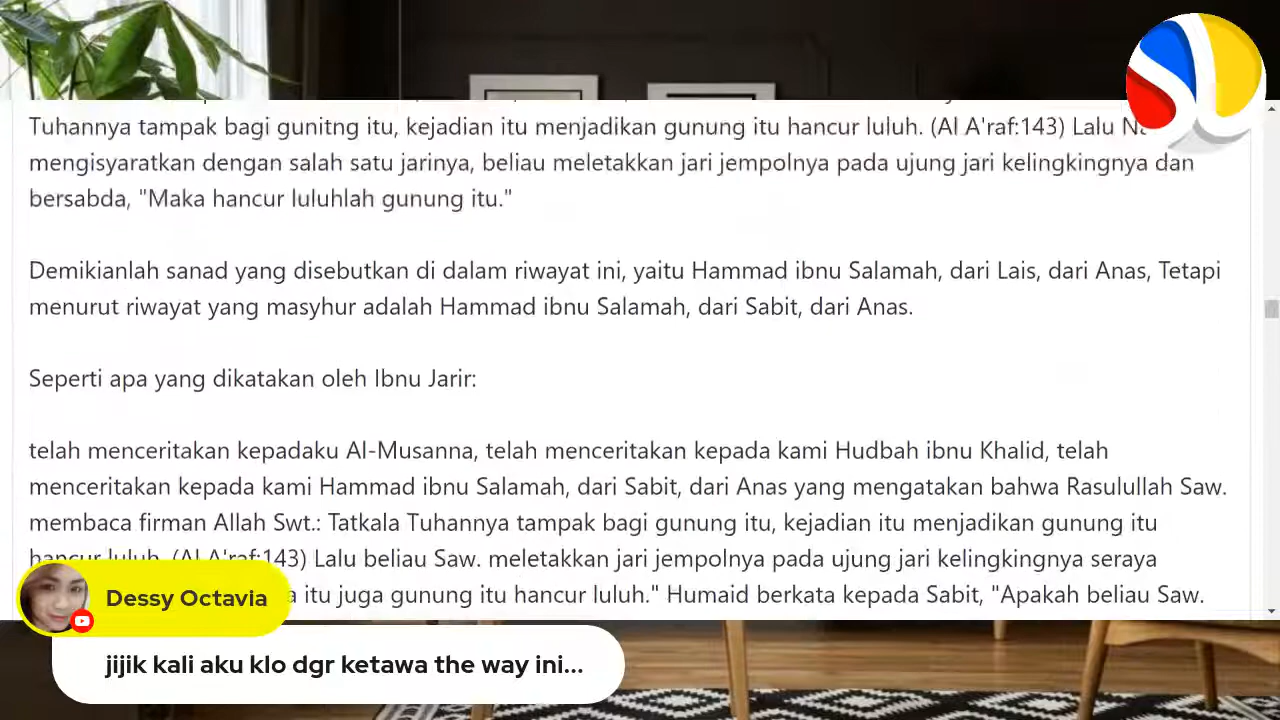 Tuhannya tampak bagi gunitng itu, kejadian itu menjadikan gunung itu hancur luluh. (Al A'raf:143) Lalu
mengisyaratkan dengan salah satu jarinya, beliau meletakkan jari jempolnya pada ujung jari kelingkingnya dan
bersabda, "Maka hancur luluhlah gunung itu."
Demikianlah sanad yang disebutkan di dalam riwayat ini, yaitu Hammad ibnu Salamah, dari Lais, dari Anas, Tetapi
menurut riwayat yang masyhur adalah Hammad ibnu Salamah, dari Sabit, dari Anas.
Seperti apa yang dikatakan oleh Ibnu Jarir:
telah menceritakan kepadaku Al-Musanna, telah menceritakan kepada kami Hudbah ibnu Khalid, telah
menceritakan kepada kami Hammad ibnu Salamah, dari Sabit, dari Anas yang mengatakan bahwa Rasulullah Saw.
membaca firman Allah Swt.: Tatkala Tuhannya tampak bagi gunung itu, kejadian itu menjadikan gunung itu
hancur luluh. (Al A'raf:143) Lalu beliau Saw. meletakkan jari jempolnya pada ujung jari kelingkingnya seraya
itu juga gunung itu hancur luluh." Humaid berkata kepada Sabit, "Apakah beliau Saw.
Dessy Octavia
jijik kali aku klo dgr ketawa the way ini...